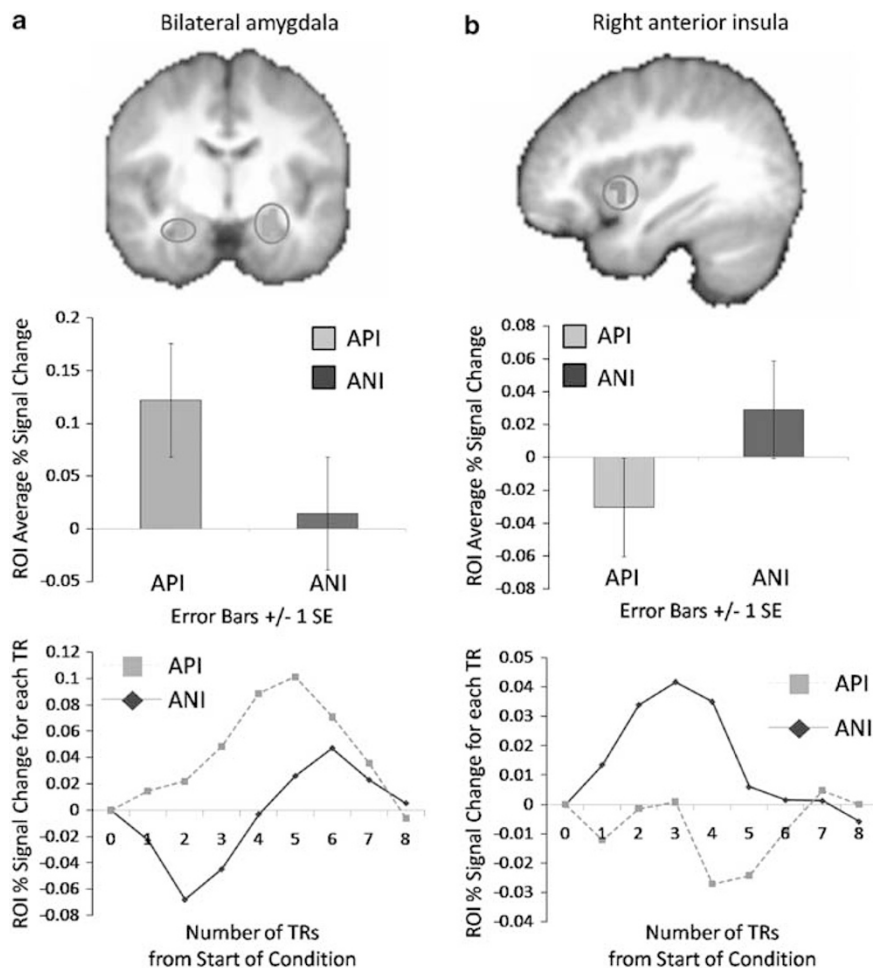 a
Bilateral amygdala
ROI Average % Signal Change
0.2
0.15
0.1
0.05
0
-0.05
API
ANI
API
ANI
Error Bars +/- 1 SE
ROI % Signal Change for each TR
0.12
0.1
0.08
0.06
0.04
0.02
0
-0.02
-0.04
-0.06
-0.08
API
ANI
0 1 2 3 4 5 6 7 8
Number of TRs
from Start of Condition
b
Right anterior insula
ROI Average % Signal Change
0.08
0.06
0.04
0.02
0
-0.02
-0.04
-0.06
-0.08
API
ANI
API
ANI
Error Bars +/- 1 SE
ROI % Signal Change for each TR
0.05
0.04
0.03
0.02
0.01
0
-0.01
-0.02
-0.03
-0.04
API
ANI
0 1 2 3 4 5 6 7 8
Number of TRs
from Start of Condition